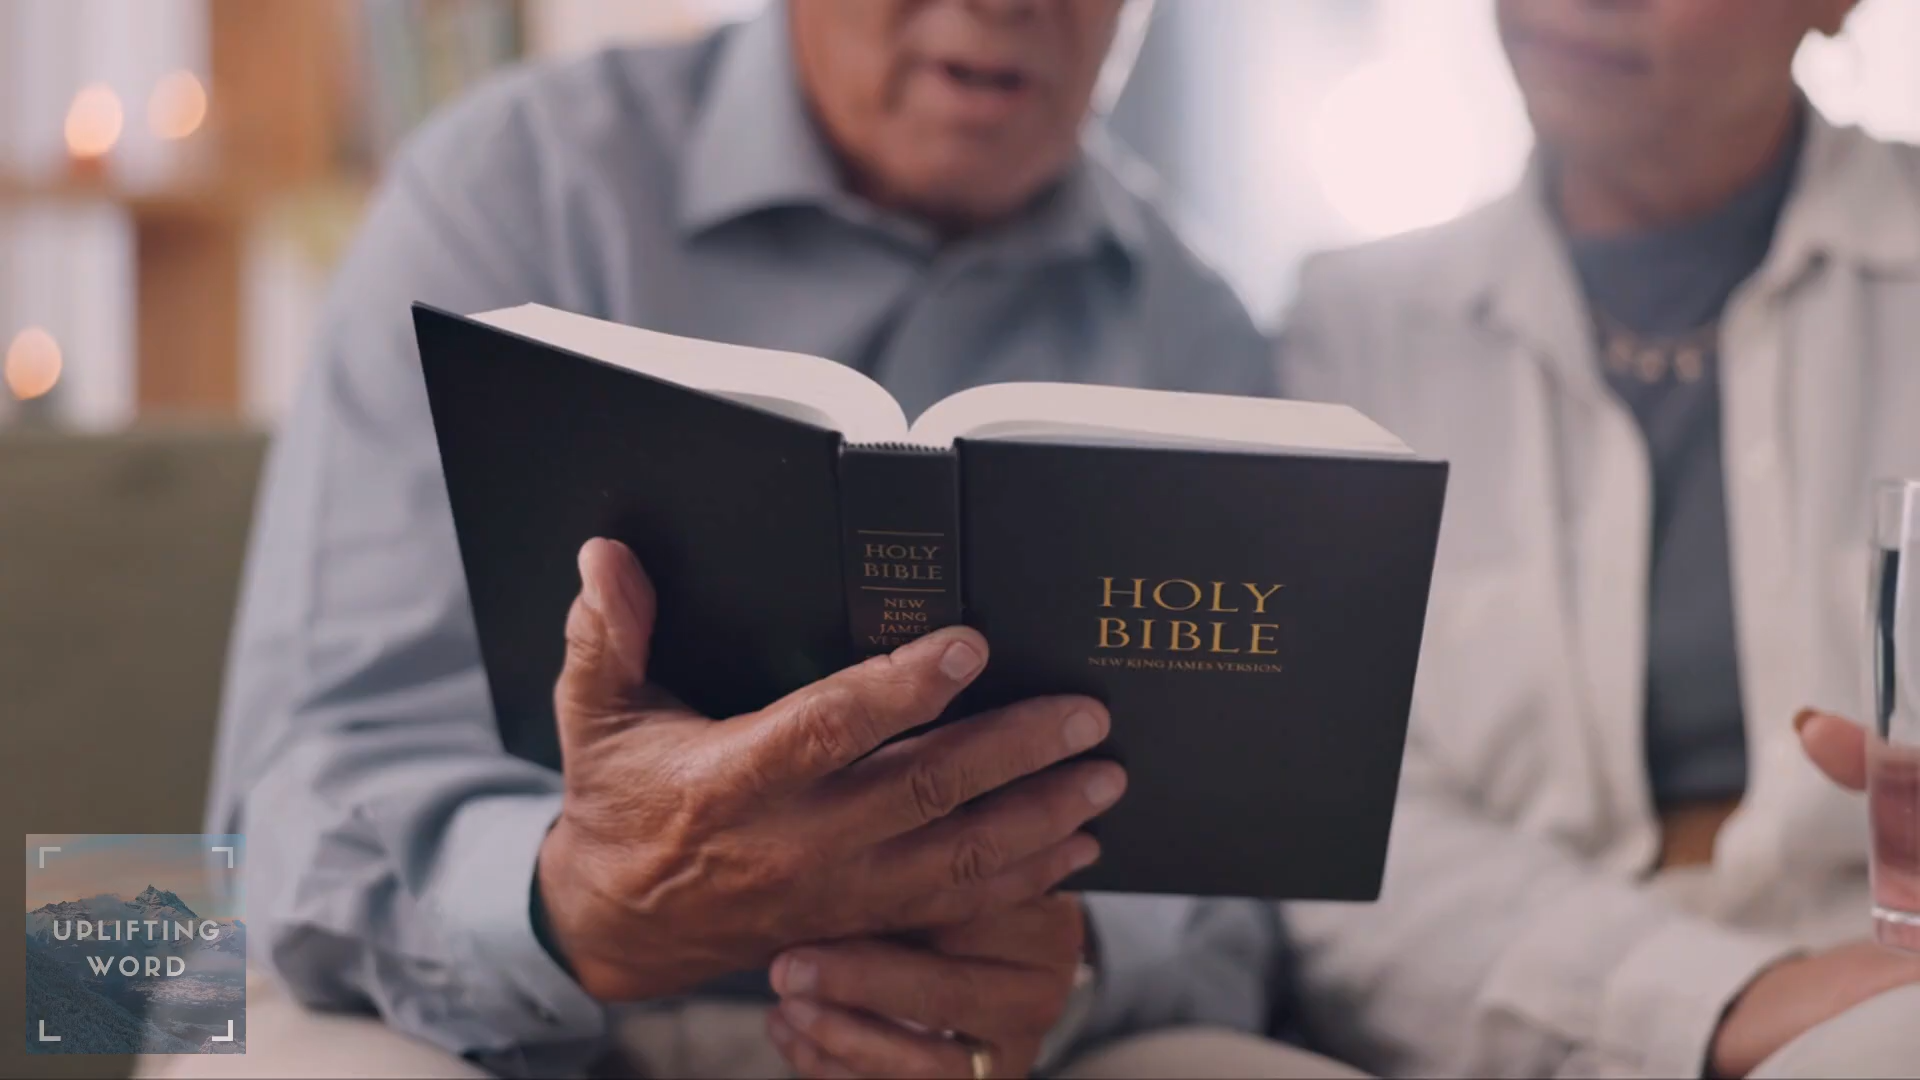 HOLY
BIBLE
NEW
KING
JAMES
HOLY
BIBLE
NEW KING JAMES VERSION
UPLIFTING
WORD